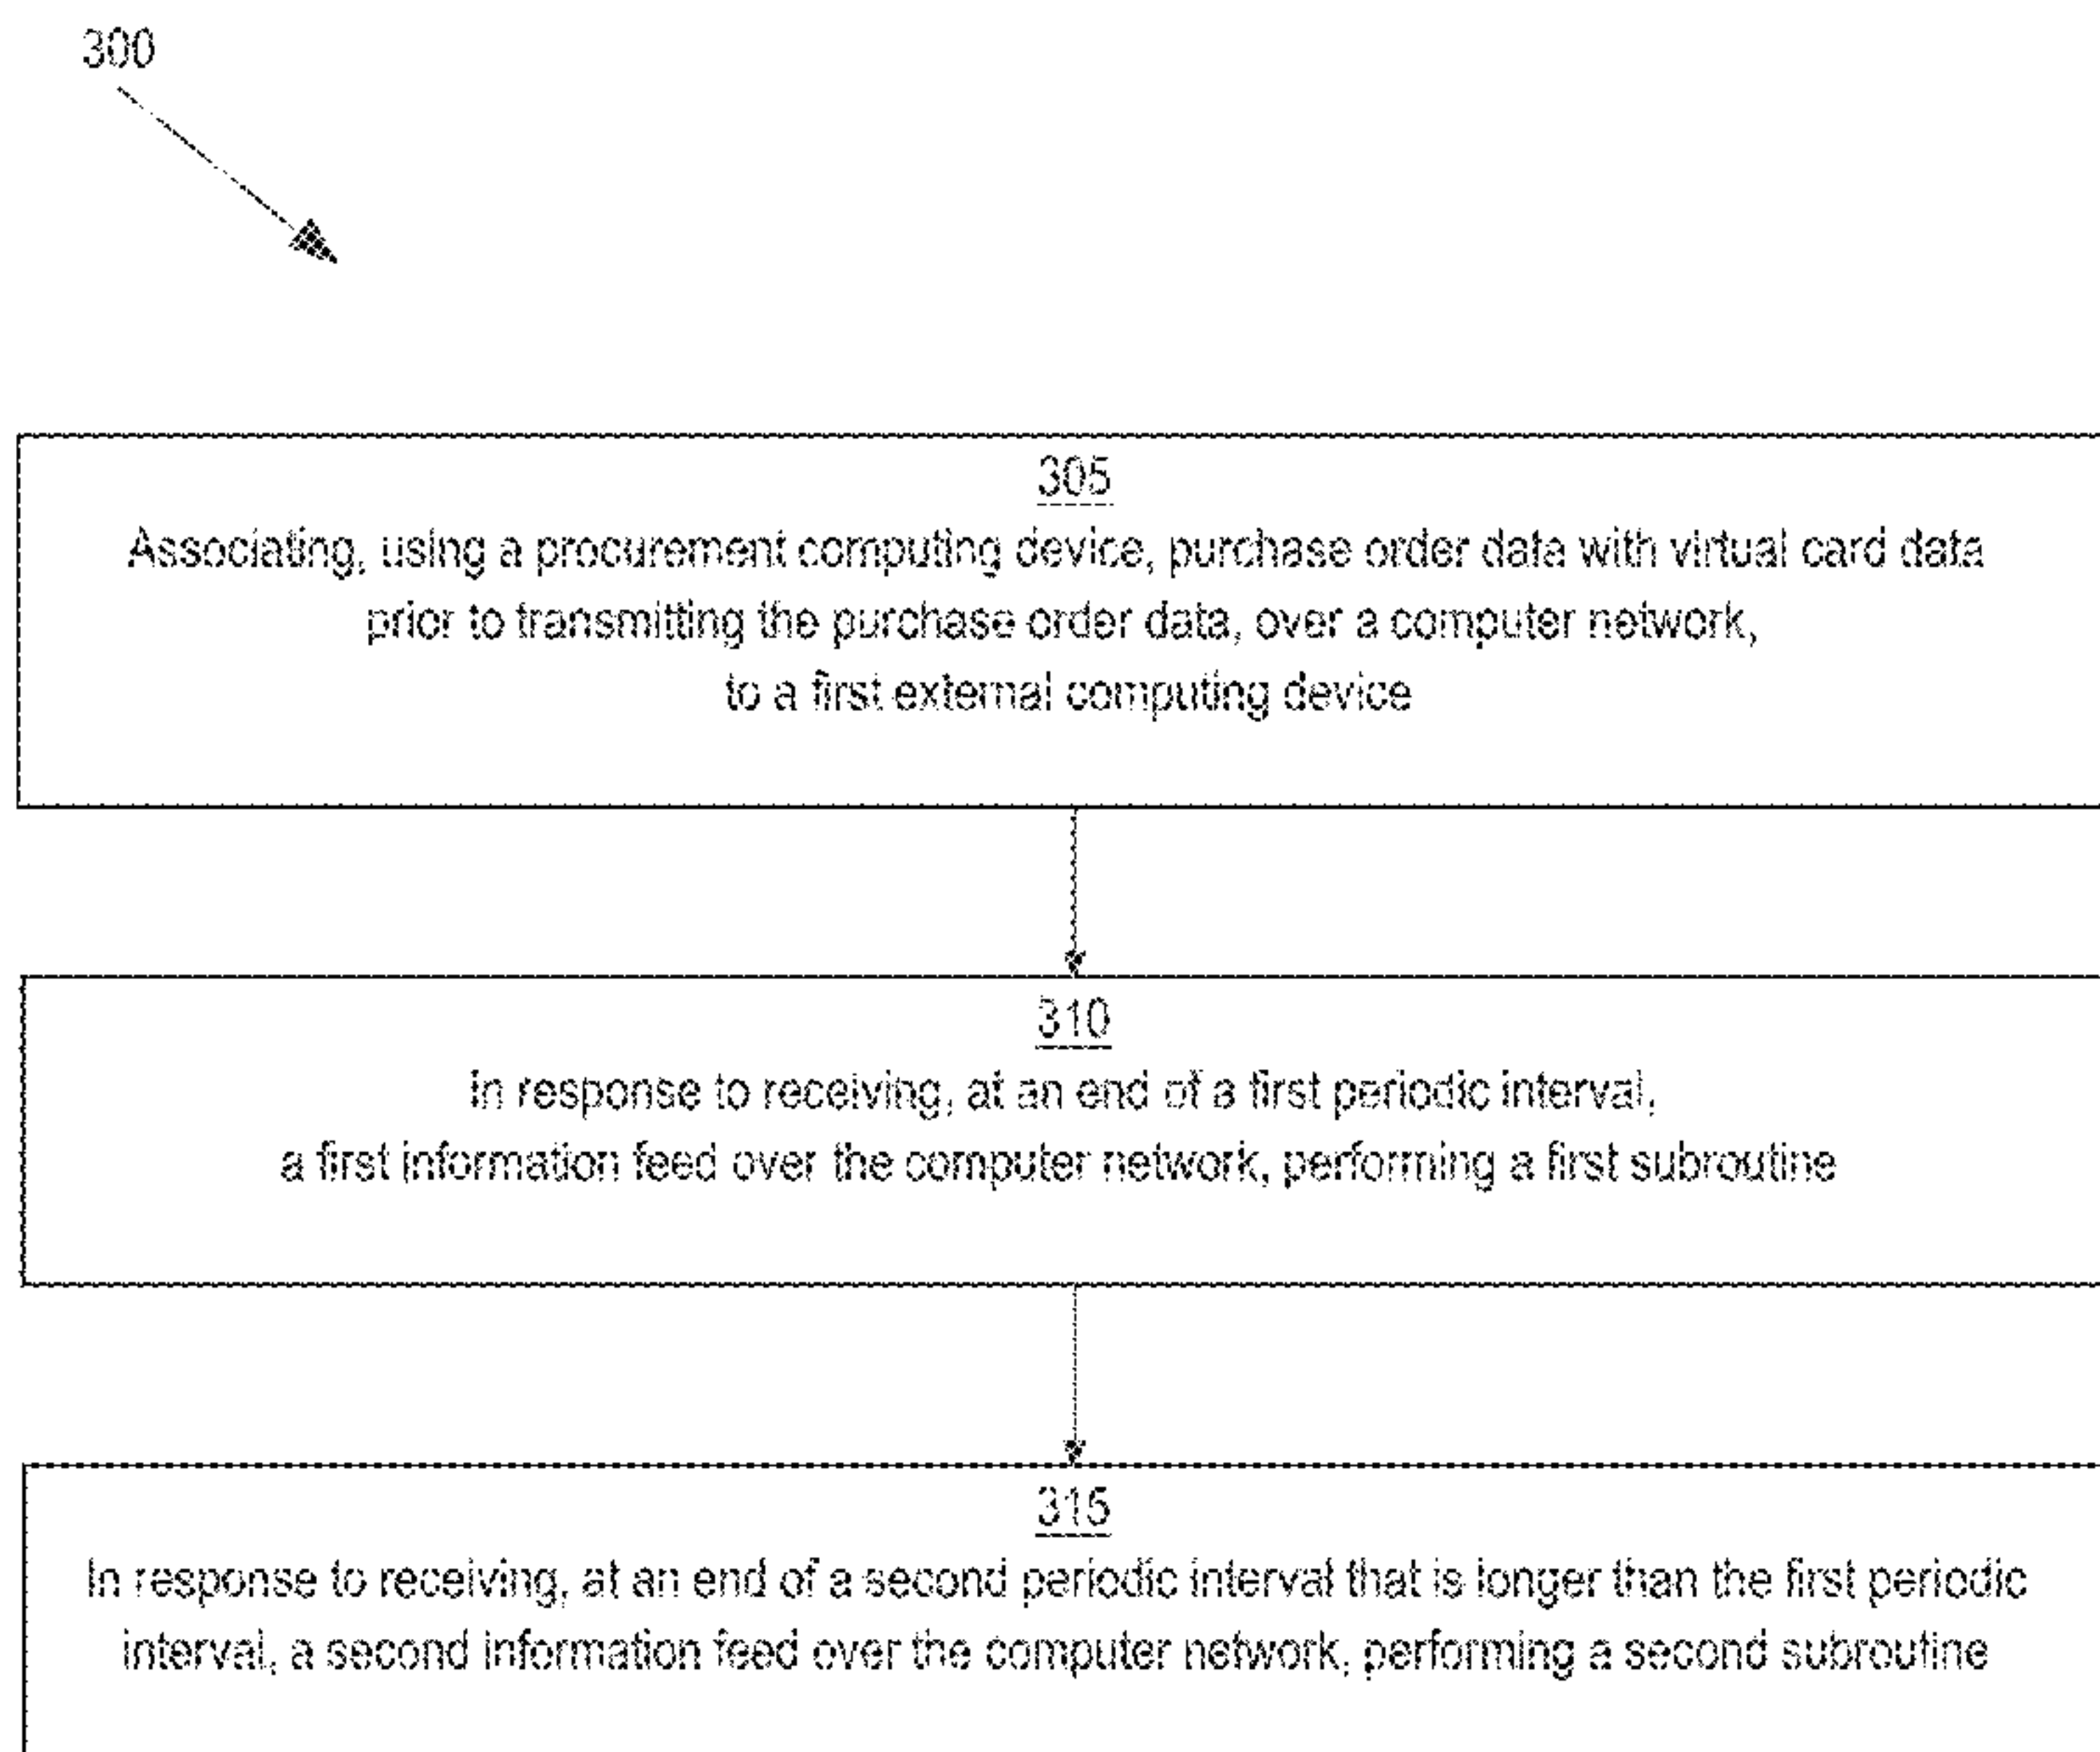 300
305
Associating, using a procurement computing device, purchase order data with virtual card data
prior to transmitting the purchase order data, over a computer network,
to a first external computing device
310
In response to receiving, at an end of a first periodic interval,
a first information feed over the computer network, performing a first subroutine
315
In response to receiving, at an end of a second periodic interval that is longer than the first periodic
interval, a second information feed over the computer network, performing a second subroutine